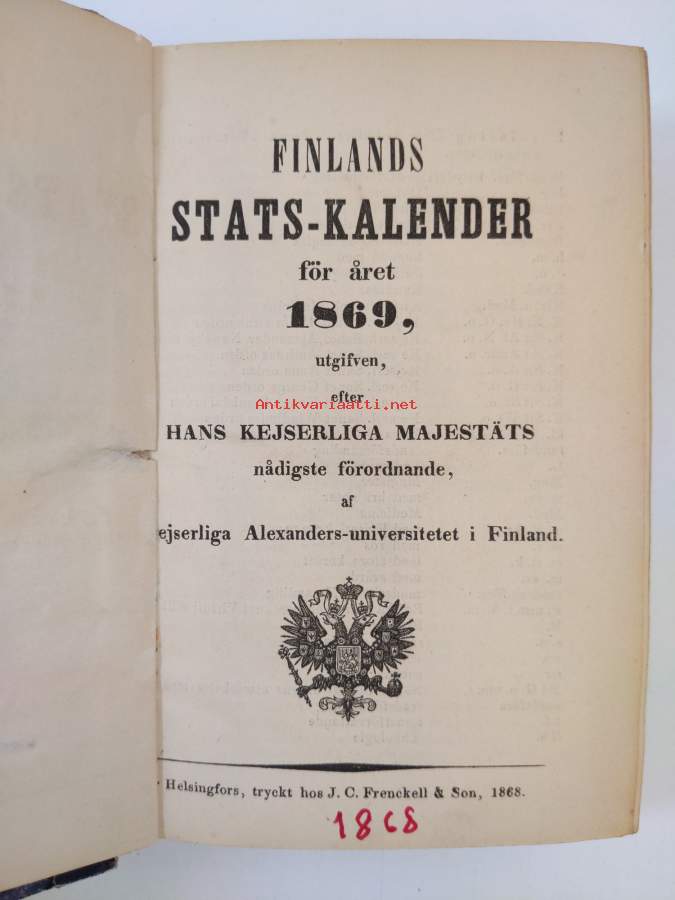 FINLANDS
STATS-KALENDER
för året
1869,
utgifven,
efter
Antikvariaatti.net
HANS KEJSERLIGA MAJESTÄTS
nådigste förordnande,
af
ejserliga Alexanders-universitetet i Finland.
Helsingfors, tryckt hos J. C. Frenckell & Son, 1868.
1868